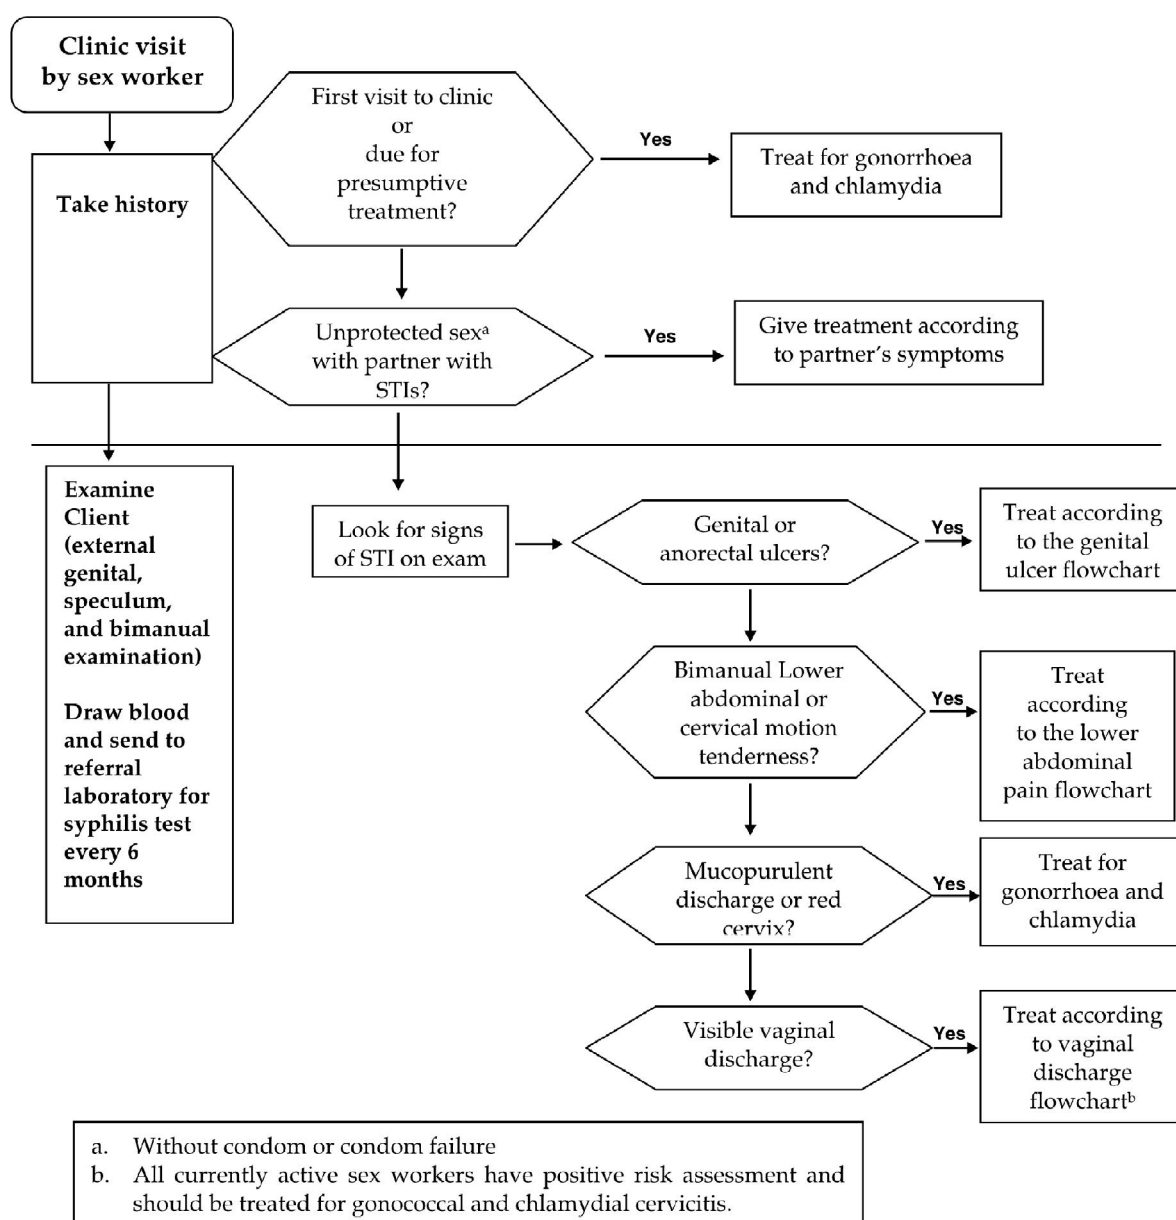 Clinic visit
by sex worker
First visit to clinic
or
due for
presumptive
treatment?
Yes
Treat for gonorrhoea
and chlamydia
Take history
Unprotected sexᵃ
with partner with
STIs?
Yes
Give treatment according
to partner's symptoms
Examine
Client
(external
genital,
speculum,
and bimanual
examination)
Draw blood
and send to
referral
laboratory for
syphilis test
every 6
months
Look for signs
of STI on exam
Genital or
anorectal ulcers?
Yes
Treat according
to the genital
ulcer flowchart
Bimanual Lower
abdominal or
cervical motion
tenderness?
Yes
Treat
according
to the lower
abdominal
pain flowchart
Mucopurulent
discharge or red
cervix?
Yes
Treat for
gonorrhoea and
chlamydia
Visible vaginal
discharge?
Yes
Treat according
to vaginal
discharge
flowchartᵇ
a. Without condom or condom failure
b. All currently active sex workers have positive risk assessment and
should be treated for gonococcal and chlamydial cervicitis.